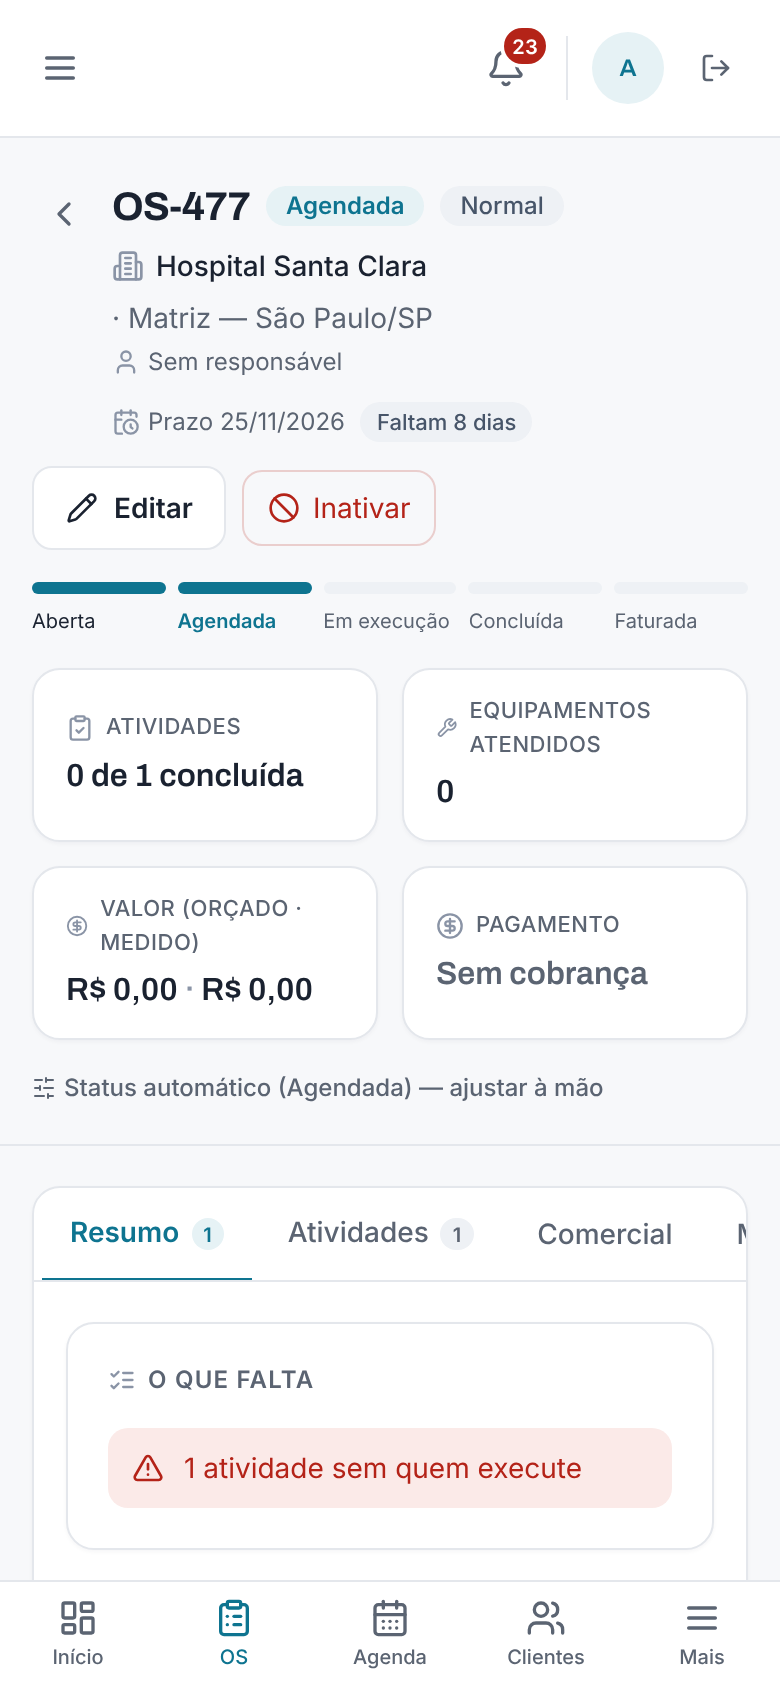 23
A
OS-477 Agendada Normal
Hospital Santa Clara
· Matriz — São Paulo/SP
Sem responsável
Prazo 25/11/2026 Faltam 8 dias
Editar Inativar
Aberta Agendada Em execução Concluída Faturada
ATIVIDADES
0 de 1 concluída
EQUIPAMENTOS
ATENDIDOS
0
VALOR (ORÇADO ·
MEDIDO)
R$ 0,00 · R$ 0,00
PAGAMENTO
Sem cobrança
Status automático (Agendada) — ajustar à mão
Resumo 1 Atividades 1 Comercial
O QUE FALTA
1 atividade sem quem execute
Início OS Agenda Clientes Mais